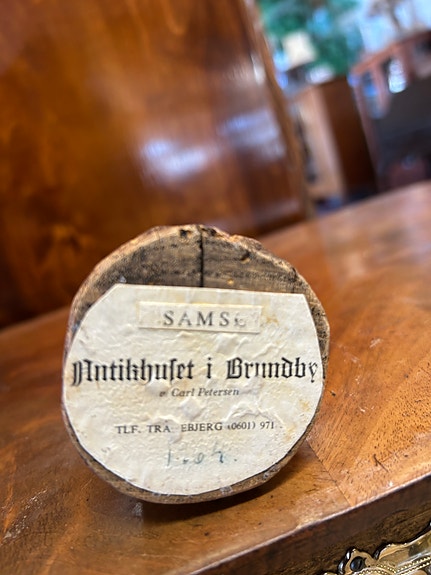 SAMSØ
Antikhuset i Brundby
v Carl Petersen
TLF. TRA EBJERG (0601) 971